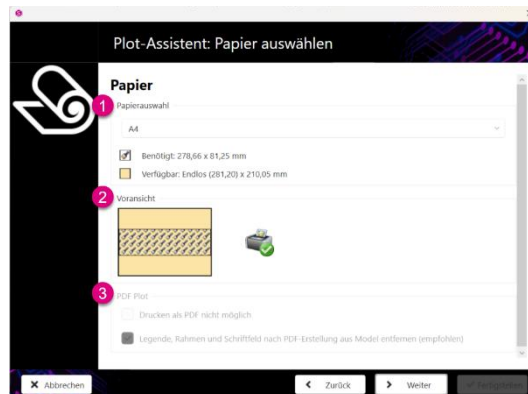 Plot-Assistent: Papier auswählen
Papier
1
Papierauswahl
A4
Benötigt: 278,66 x 81,25 mm
Verfügbar: Endlos (281,20) x 210,05 mm
2
Voransicht
3
PDF Plot
Drucken als PDF nicht möglich
Legende, Rahmen und Schriftfeld nach PDF-Erstellung aus Model entfernen (empfohlen)
Abbrechen
Zurück
Weiter
Fertigstellen